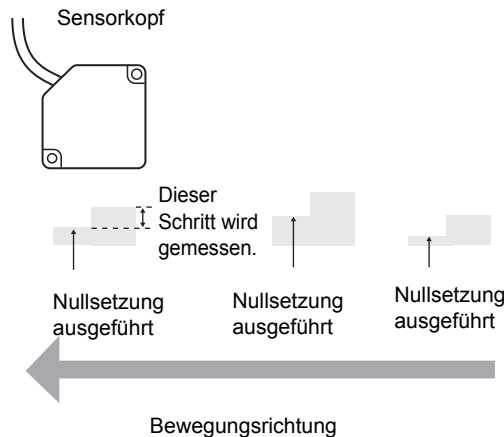 Sensorkopf
Dieser
Schritt wird
gemessen.
Nullsetzung
ausgeführt
Nullsetzung
ausgeführt
Nullsetzung
ausgeführt
Bewegungsrichtung